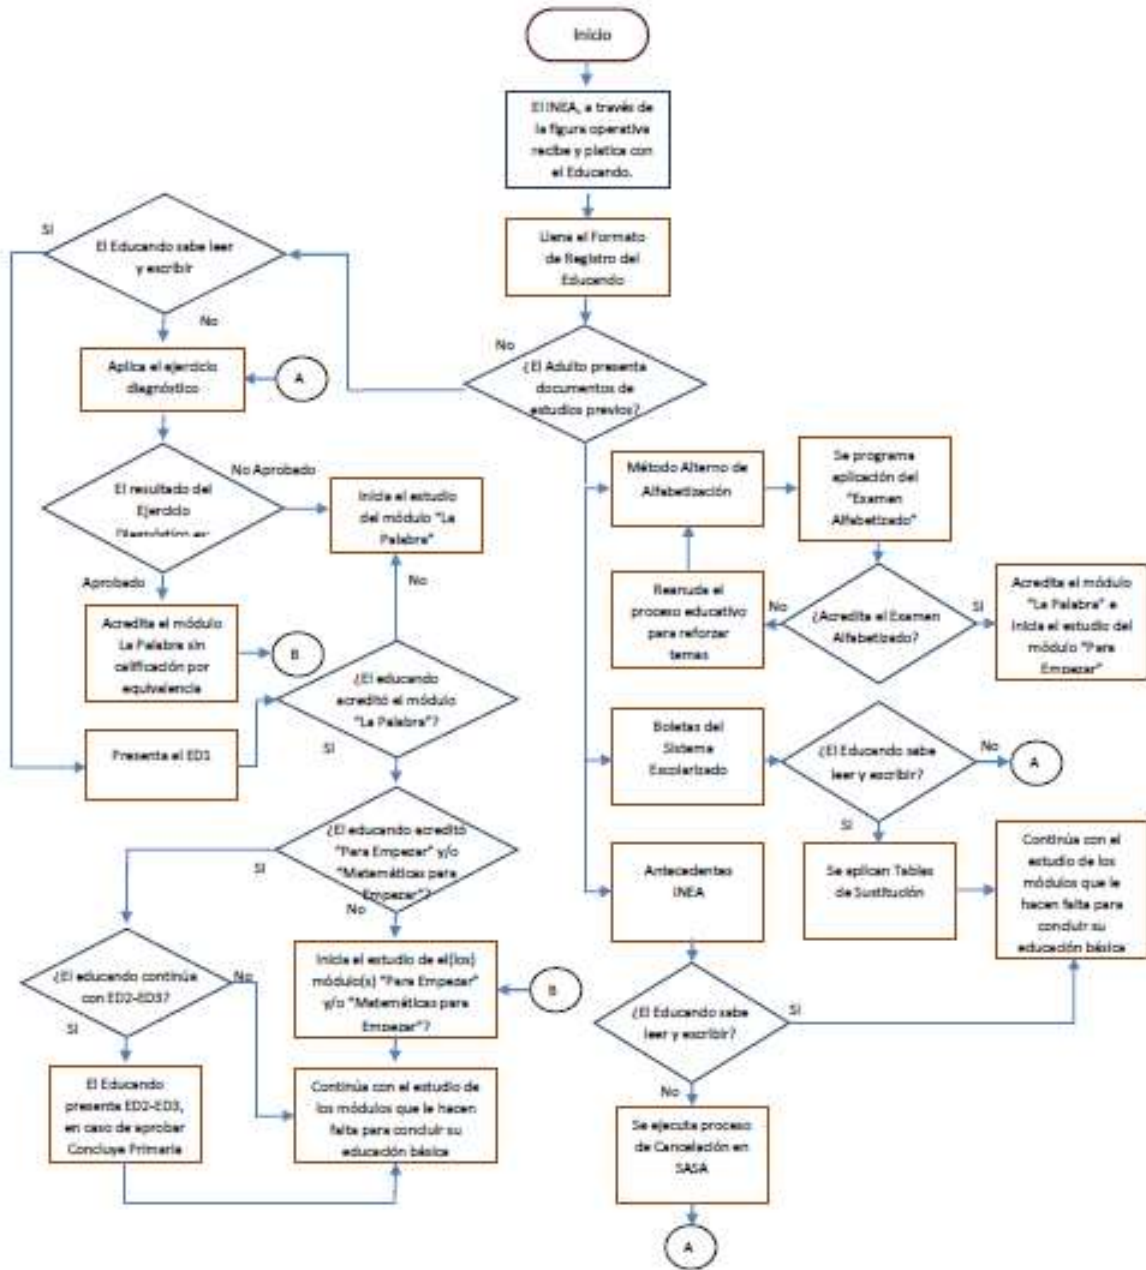 Inicio
El INEA, a través de
la figura operativa
recibe y platica con
el Educando.
Llena el Formato
de Registro del
Educando
¿El Adulto presenta
documentos de
estudios previos?
No
El Educando sabe leer
y escribir
SI
No
Aplica el ejercicio
diagnóstico
A
El resultado del
Ejercicio
Diagnóstico es:
No Aprobado
Inicia el estudio
del módulo "La
Palabra"
Aprobado
Acredita el módulo
La Palabra sin
calificación por
equivalencia
B
Presenta el ED1
No
¿El educando
acreditó el módulo
"La Palabra"?
SI
¿El educando acreditó
"Para Empezar" y/o
"Matemáticas para
Empezar"?
SI
No
¿El educando continúa
con ED2-ED3?
No
SI
Inicia el estudio de el(los)
módulo(s) "Para Empezar"
y/o "Matemáticas para
Empezar"?
B
El Educando
presenta ED2-ED3,
en caso de aprobar
Concluye Primaria
Continúa con el estudio de
los módulos que le hacen
falta para concluir su
educación básica
Método Alterno de
Alfabetización
Se programa
aplicación del
"Examen
Alfabetizado"
Reanuda el
proceso educativo
para reforzar
temas
No
¿Acredita el Examen
Alfabetizado?
SI
Acredita el módulo
"La Palabra" e
inicia el estudio del
módulo "Para
Empezar"
Boletas del
Sistema
Escolarizado
¿El Educando sabe
leer y escribir?
No
A
SI
Antecedentes
INEA
Se aplican Tablas
de Sustitución
Continúa con el
estudio de los
módulos que le
hacen falta para
concluir su
educación básica
¿El Educando sabe
leer y escribir?
SI
No
Se ejecuta proceso
de Cancelación en
SASA
A